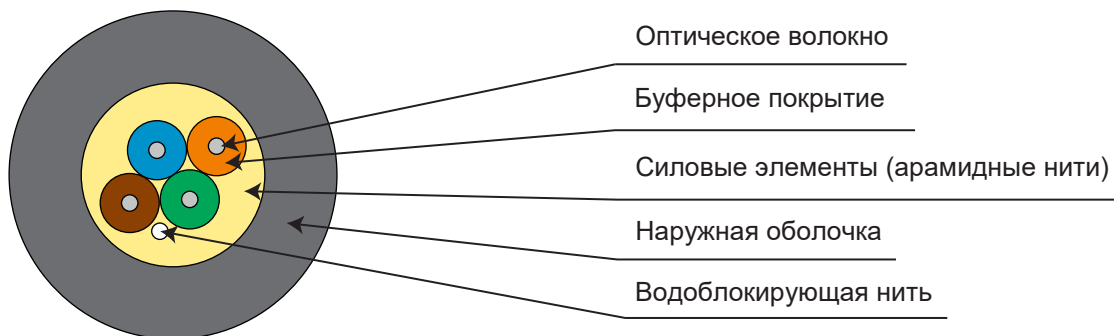 Оптическое волокно
Буферное покрытие
Силовые элементы (арамидные нити)
Наружная оболочка
Водоблокирующая нить